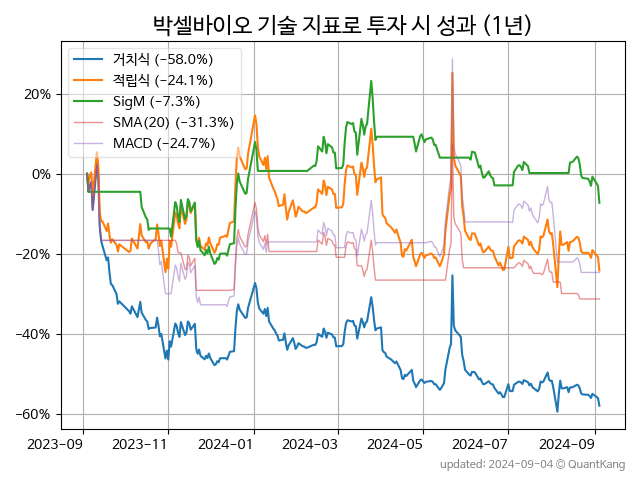 박셀바이오 기술 지표로 투자 시 성과 (1년)
거치식 (−58.0%)
적립식 (−24.1%)
SigM (−7.3%)
SMA(20) (−31.3%)
MACD (−24.7%)
20%
0%
−20%
−40%
−60%
2023-09 2023-11 2024-01 2024-03 2024-05 2024-07 2024-09
updated: 2024-09-04 © QuantKang